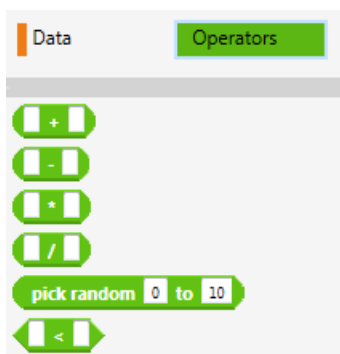 Data Operators
+
-
*
/
pick random 0 to 10
<